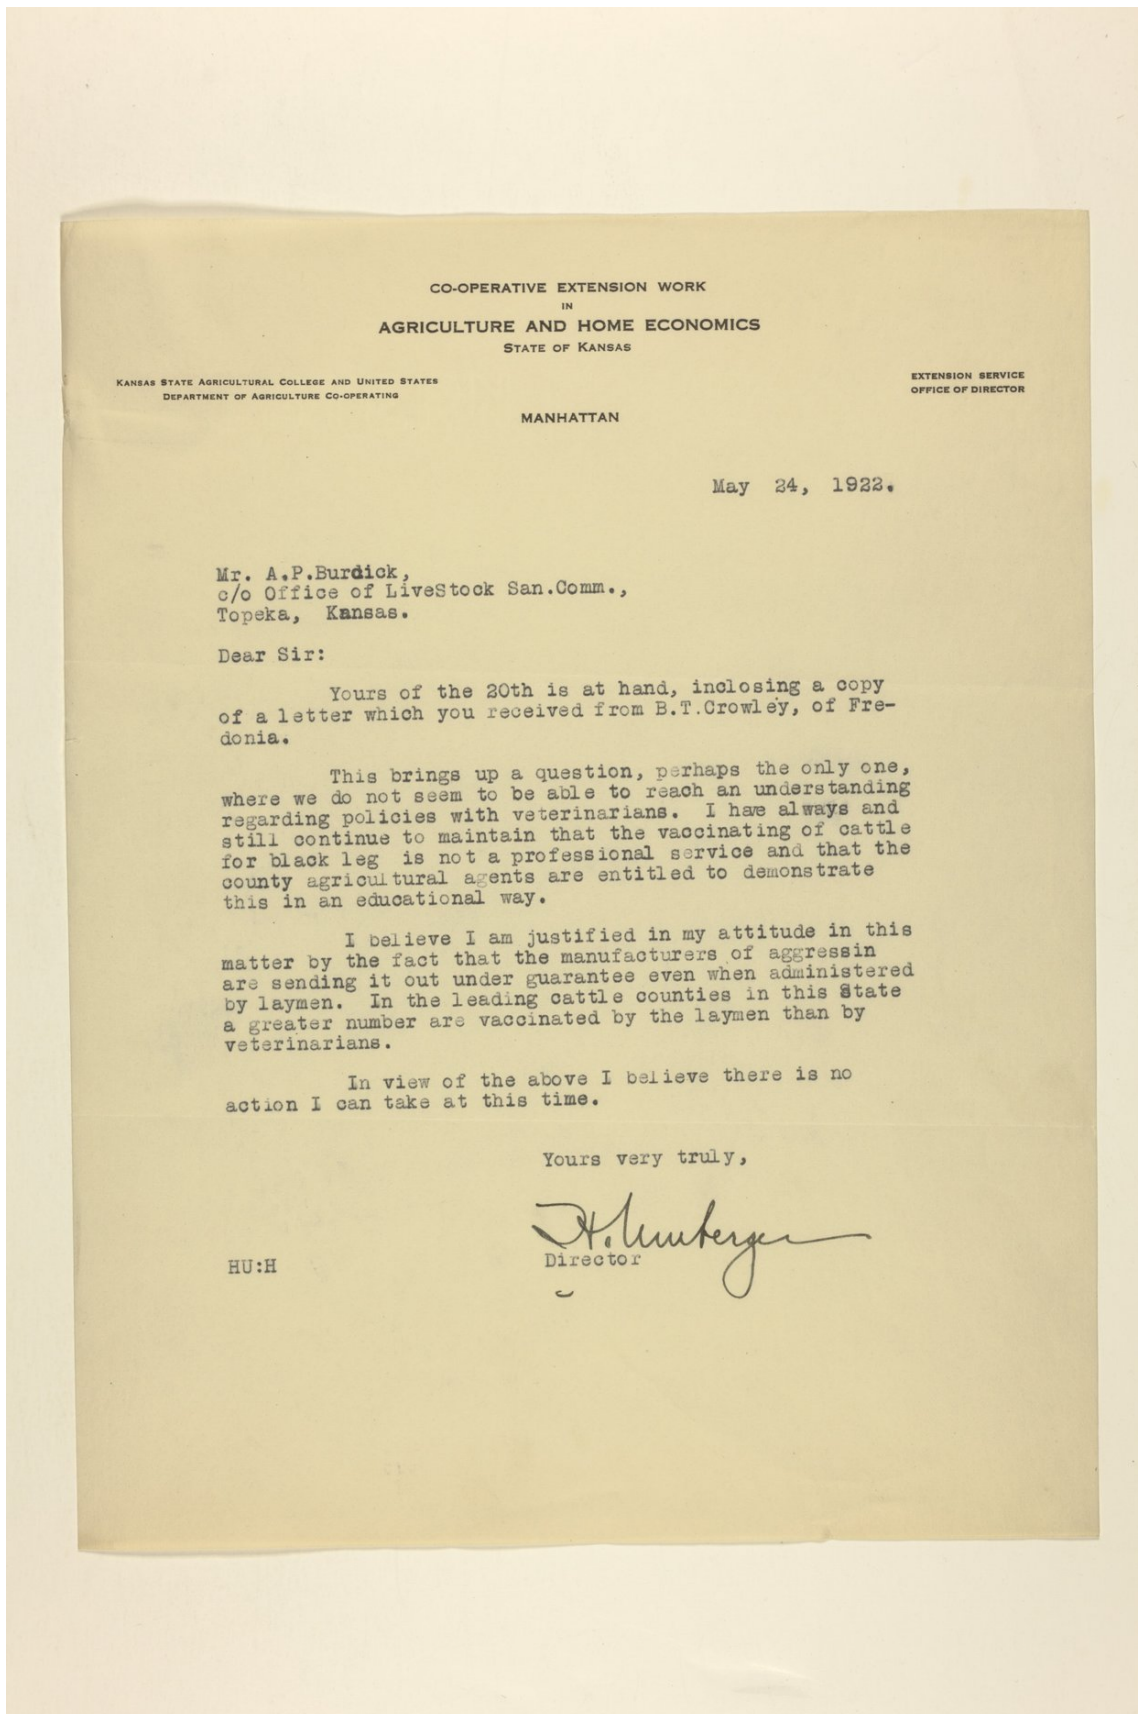 CO-OPERATIVE EXTENSION WORK
IN
AGRICULTURE AND HOME ECONOMICS
STATE OF KANSAS
KANSAS STATE AGRICULTURAL COLLEGE AND UNITED STATES
DEPARTMENT OF AGRICULTURE CO-OPERATING
EXTENSION SERVICE
OFFICE OF DIRECTOR
MANHATTAN
May 24, 1922.
Mr. A.P.Burdick,
c/o Office of LiveStock San.Comm.,
Topeka, Kansas.
Dear Sir:
Yours of the 20th is at hand, inclosing a copy
of a letter which you received from B.T.Crowley, of Fre-
donia.
This brings up a question, perhaps the only one,
where we do not seem to be able to reach an understanding
regarding policies with veterinarians. I have always and
still continue to maintain that the vaccinating of cattle
for black leg is not a professional service and that the
county agricultural agents are entitled to demonstrate
this in an educational way.
I believe I am justified in my attitude in this
matter by the fact that the manufacturers of aggressin
are sending it out under guarantee even when administered
by laymen. In the leading cattle counties in this State
a greater number are vaccinated by the laymen than by
veterinarians.
In view of the above I believe there is no
action I can take at this time.
Yours very truly,
H. Umberger
Director
HU:H